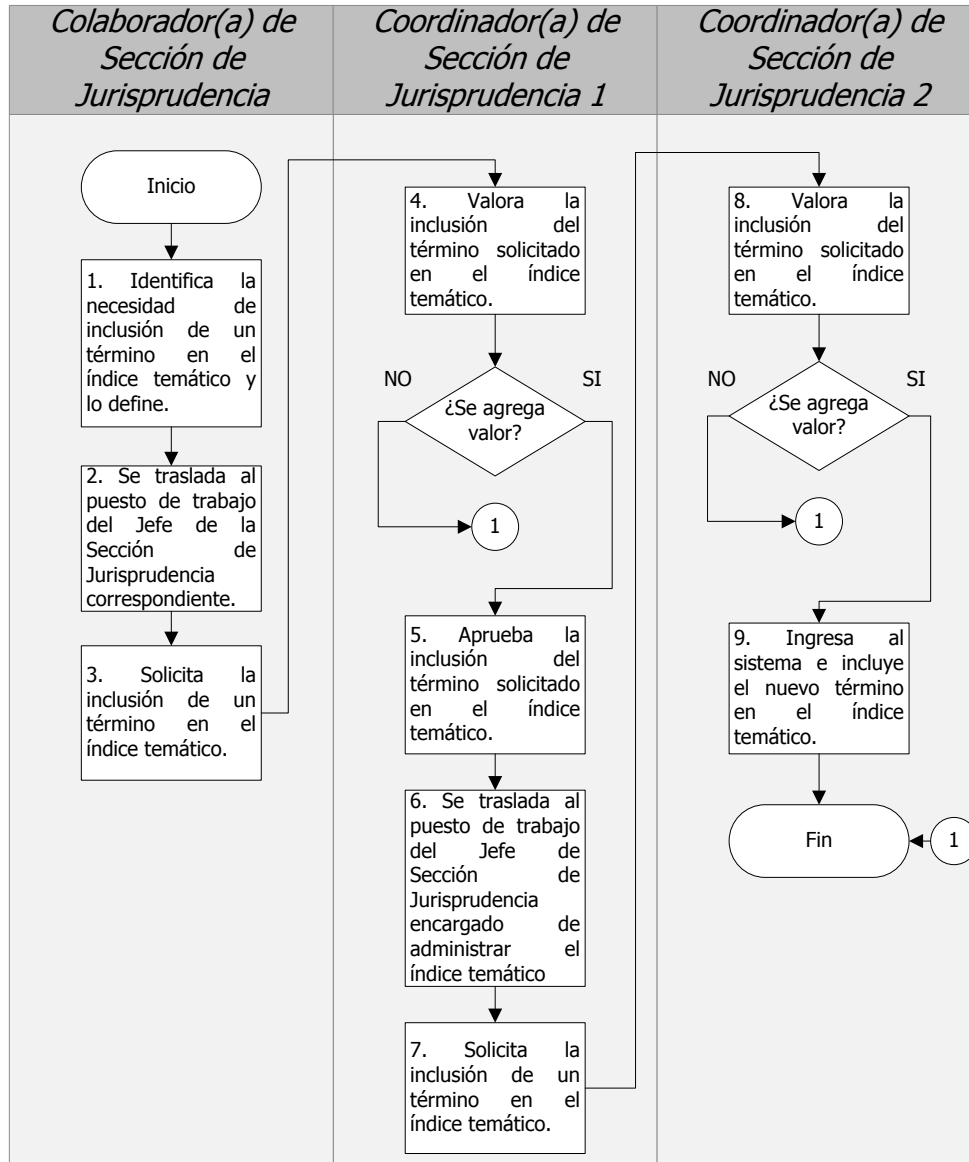 Colaborador(a) de
Sección de
Jurisprudencia
Coordinador(a) de
Sección de
Jurisprudencia 1
Coordinador(a) de
Sección de
Jurisprudencia 2
Inicio
1. Identifica la
necesidad de
inclusión de un
término en el
índice temático y
lo define.
2. Se traslada al
puesto de trabajo
del Jefe de la
Sección de
Jurisprudencia
correspondiente.
3. Solicita la
inclusión de un
término en el
índice temático.
4. Valora la
inclusión del
término solicitado
en el índice
temático.
NO
SI
¿Se agrega
valor?
1
5. Aprueba la
inclusión del
término solicitado
en el índice
temático.
6. Se traslada al
puesto de trabajo
del Jefe de
Sección de
Jurisprudencia
encargado de
administrar el
índice temático
7. Solicita la
inclusión de un
término en el
índice temático.
8. Valora la
inclusión del
término solicitado
en el índice
temático.
NO
SI
¿Se agrega
valor?
1
9. Ingresa al
sistema e incluye
el nuevo término
en el índice
temático.
Fin
1